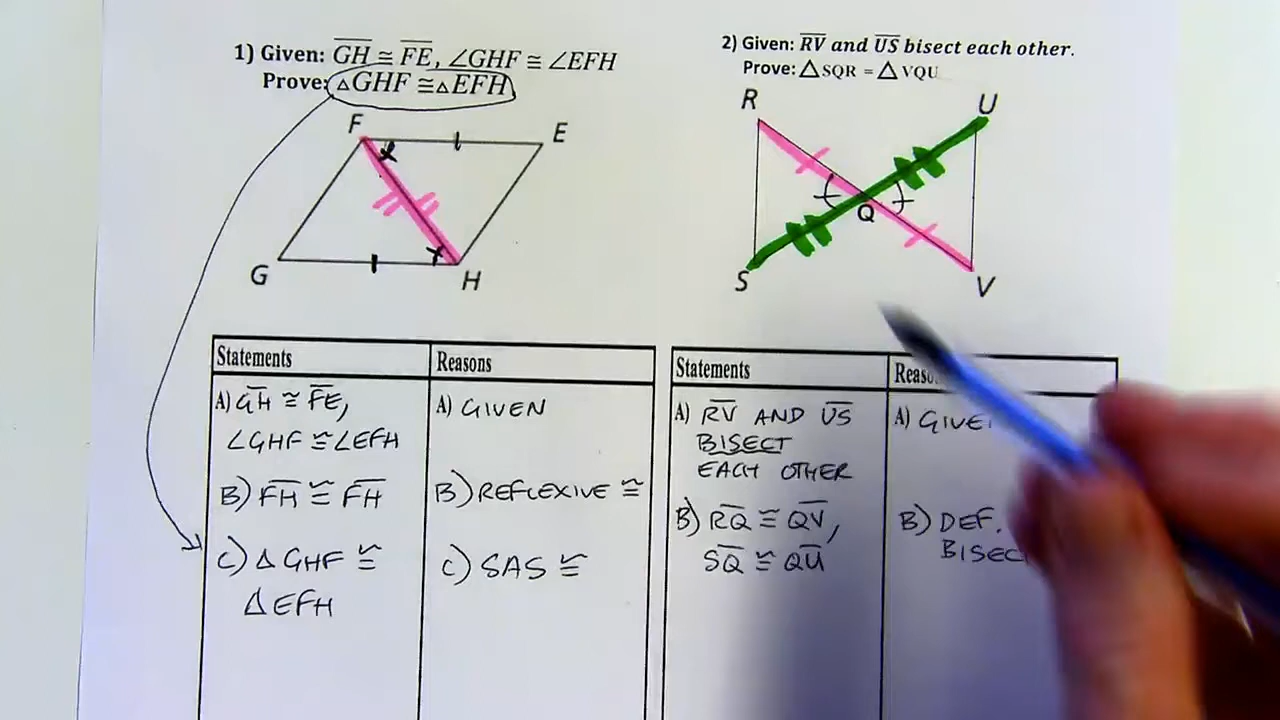 1) Given: GH ≅ FE, ∠GHF ≅ ∠EFH
Prove: △GHF ≅ △EFH
F
E
G
H
Statements
Reasons
A) GH ≅ FE,
∠GHF ≅ ∠EFH
A) GIVEN
B) FH ≅ FH
B) REFLEXIVE ≅
C) △GHF ≅
△EFH
C) SAS ≅
2) Given: RV and US bisect each other.
Prove: △SQR = △VQU
R
U
Q
S
V
Statements
A) RV AND US
BISECT
EACH OTHER
A)
B) RQ ≅ QV,
SQ ≅ QU
B) DEF.